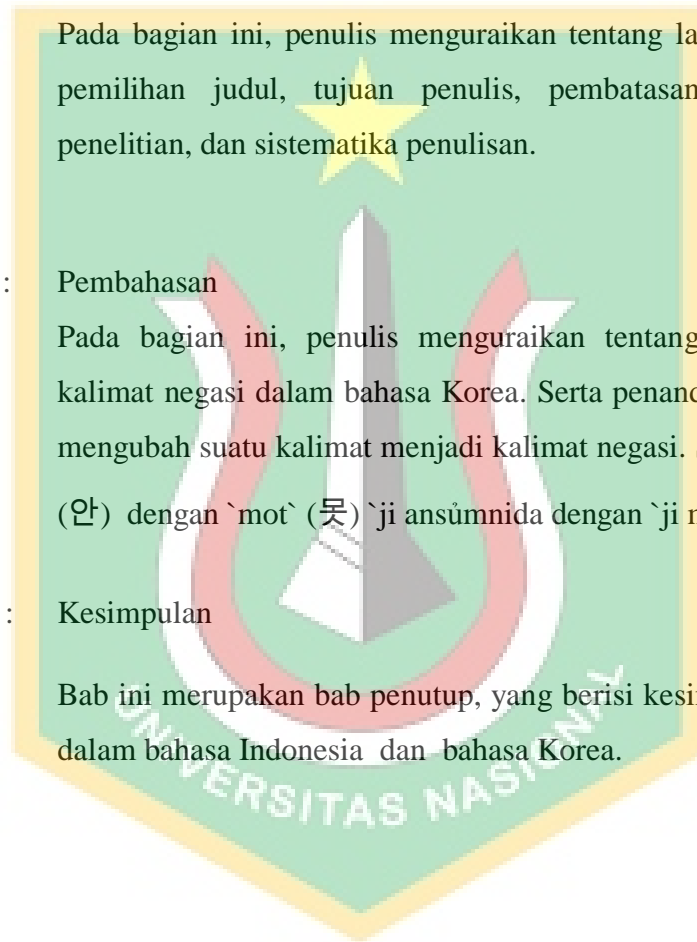 Pada bagian ini, penulis menguraikan tentang la
pemilihan judul, tujuan penulis, pembatasan
penelitian, dan sistematika penulisan.
: Pembahasan
Pada bagian ini, penulis menguraikan tentang
kalimat negasi dalam bahasa Korea. Serta penand
mengubah suatu kalimat menjadi kalimat negasi.
(안) dengan `mot` (못) `ji ansủmnida dengan `ji n
: Kesimpulan
Bab ini merupakan bab penutup, yang berisi kesi
dalam bahasa Indonesia dan bahasa Korea.
UNIVERSITAS NASIONAL